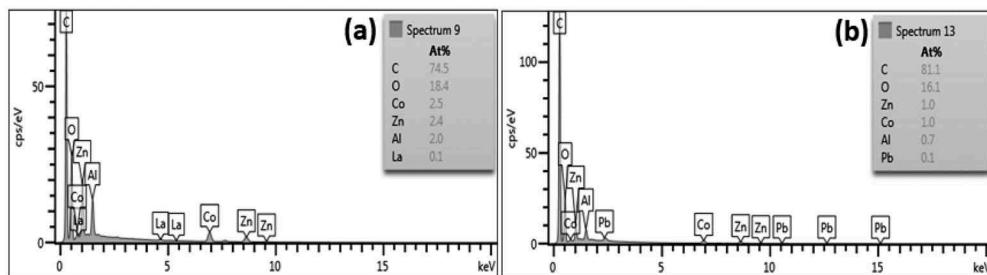 (a)
Spectrum 9
At%
C 74.5
O 18.4
Co 2.5
Zn 2.4
Al 2.0
La 0.1
cps/eV
50
0
C
O
Zn
Al
Co
La
La
La
Co
Zn
Zn
0 5 10 15 keV
(b)
Spectrum 13
At%
C 81.1
O 16.1
Zn 1.0
Co 1.0
Al 0.7
Pb 0.1
cps/eV
100
50
0
C
O
Zn
Al
Co
Pb
Co
Zn
Zn
Pb
Pb
Pb
0 5 10 15 keV